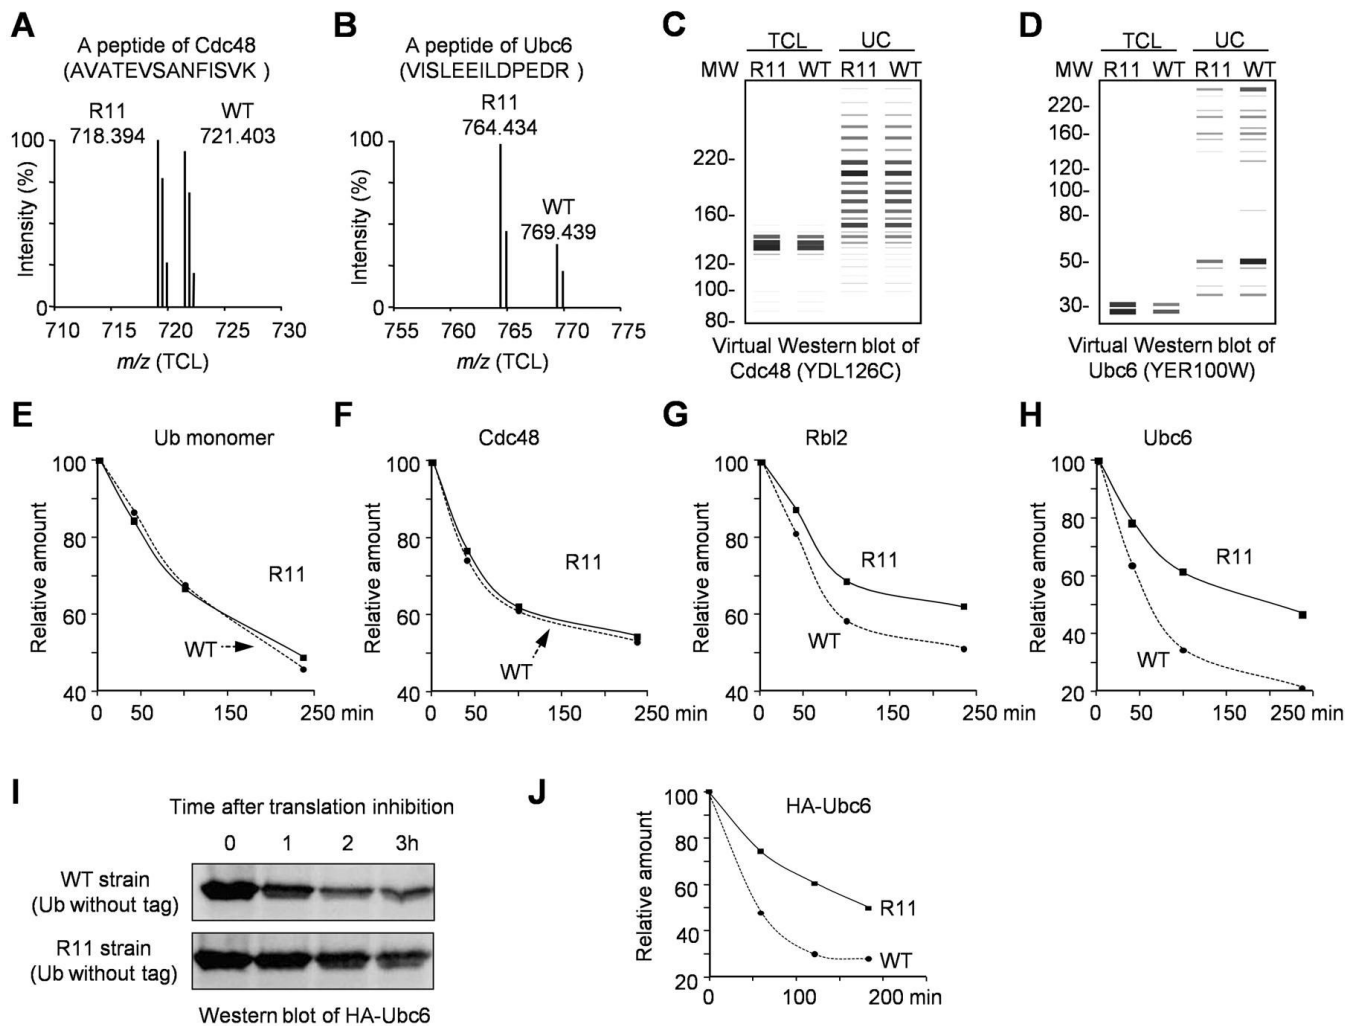 A
A peptide of Cdc48
(AVATEVSANFISVK )
R11
718.394
WT
721.403
Intensity (%)
100
0
710 715 720 725 730
m/z (TCL)
B
A peptide of Ubc6
(VISLEEILDPEDR )
R11
764.434
WT
769.439
Intensity (%)
100
0
755 760 765 770 775
m/z (TCL)
C
TCL UC
MW R11 WT R11 WT
220-
160-
120-
100-
80-
Virtual Western blot of
Cdc48 (YDL126C)
D
TCL UC
MW R11 WT R11 WT
220-
160-
120-
100-
80-
50-
30-
Virtual Western blot of
Ubc6 (YER100W)
E
Ub monomer
Relative amount
100
80
60
40
R11
WT
0 50 150 250 min
F
Cdc48
Relative amount
100
80
60
40
R11
WT
0 50 150 250 min
G
Rbl2
Relative amount
100
80
60
40
R11
WT
0 50 150 250 min
H
Ubc6
Relative amount
100
80
60
40
20
R11
WT
0 50 150 250 min
I
Time after translation inhibition
0 1 2 3h
WT strain
(Ub without tag)
R11 strain
(Ub without tag)
Western blot of HA-Ubc6
J
HA-Ubc6
Relative amount
100
80
60
40
20
R11
WT
0 100 200 min